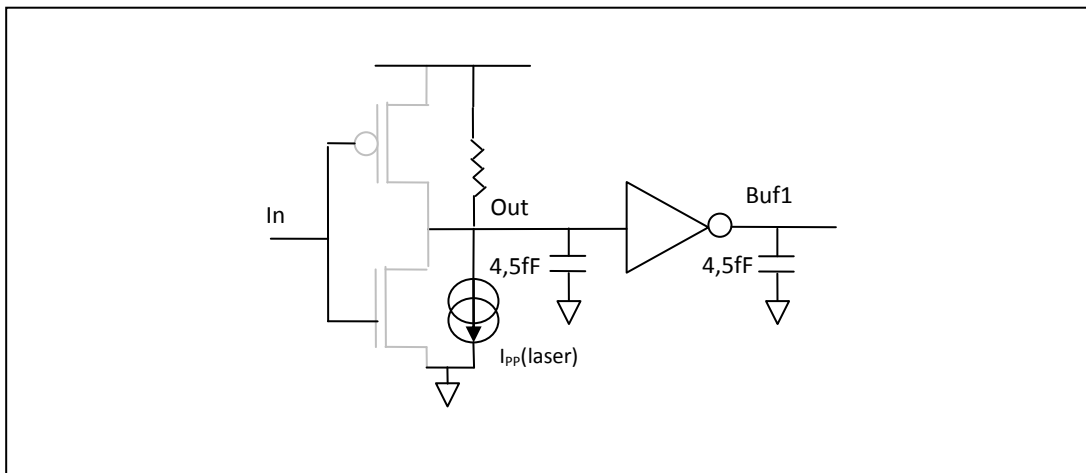 Buf1
In
Out
4,5fF
4,5fF
IPP(laser)